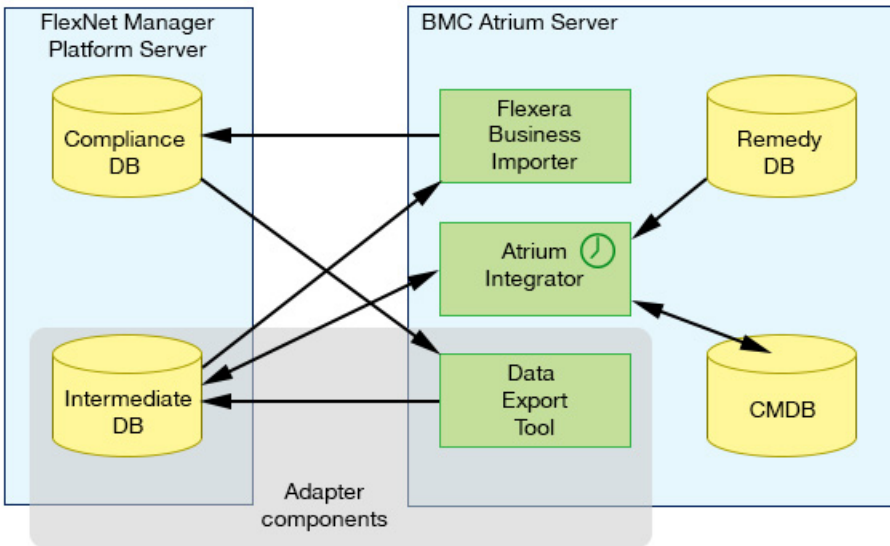 FlexNet Manager
Platform Server
BMC Atrium Server
Compliance
DB
Flexera
Business
Importer
Remedy
DB
Atrium
Integrator
Intermediate
DB
Data
Export
Tool
CMDB
Adapter
components